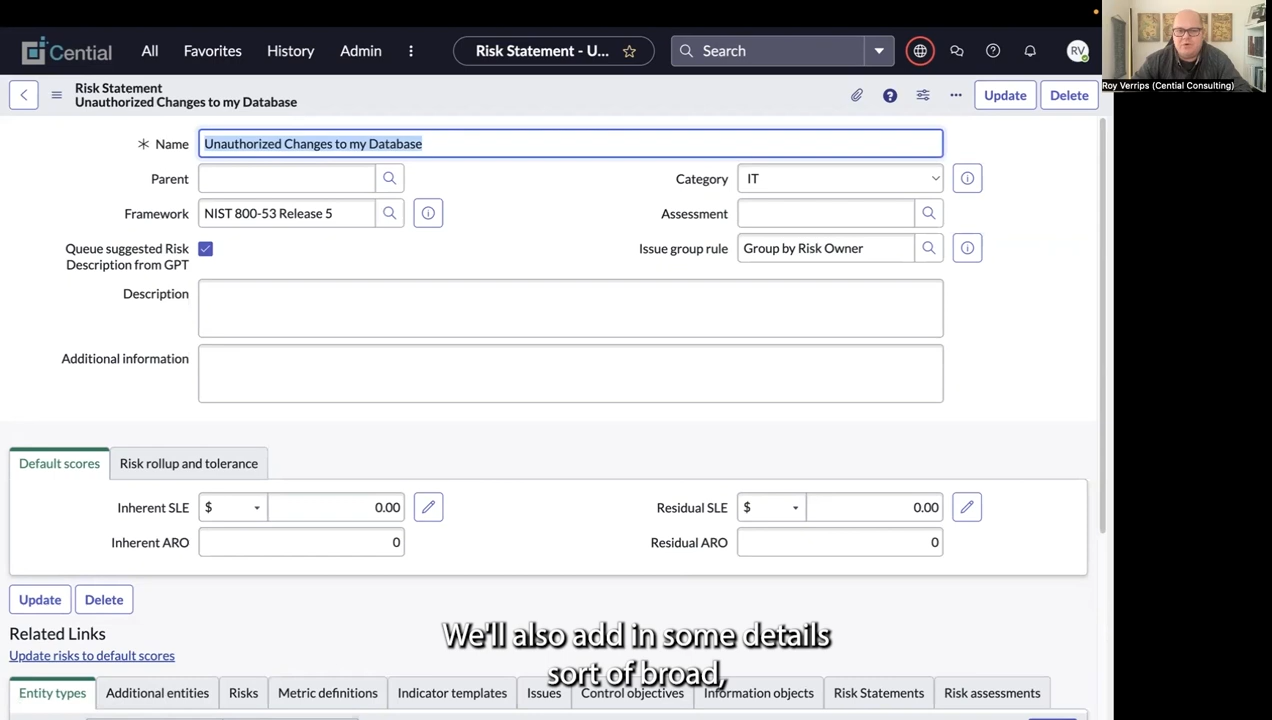 Cential
All
Favorites
History
Admin
Risk Statement - U...
Search
RV
Roy Verrips (Cential Consulting)
Risk Statement
Unauthorized Changes to my Database
Update
Delete
Name
Unauthorized Changes to my Database
Parent
Category
IT
Framework
NIST 800-53 Release 5
Assessment
Queue suggested Risk
Description from GPT
Issue group rule
Group by Risk Owner
Description
Additional information
Default scores
Risk rollup and tolerance
Inherent SLE
$
0.00
Residual SLE
$
0.00
Inherent ARO
0
Residual ARO
0
Update
Delete
We'll also add in some details
sort of broad,
Related Links
Update risks to default scores
Entity types
Additional entities
Risks
Metric definitions
Indicator templates
Issues
Control objectives
Information objects
Risk Statements
Risk assessments